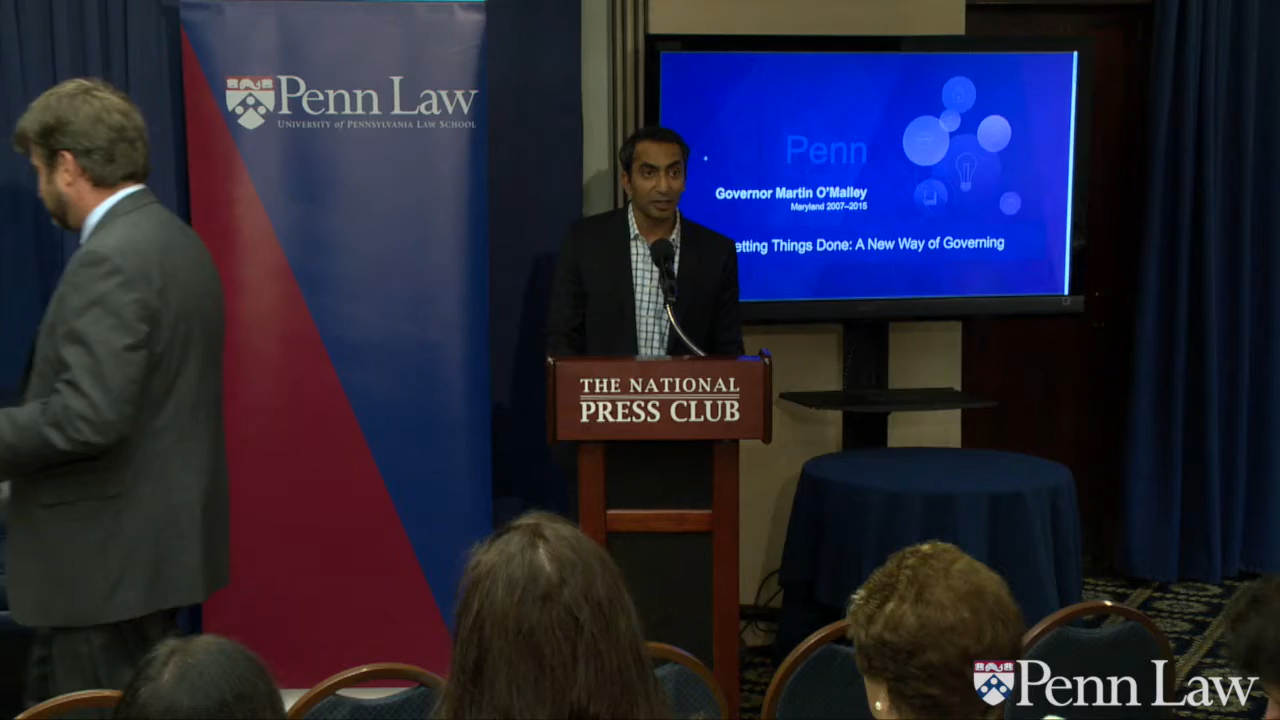 Penn Law
UNIVERSITY of PENNSYLVANIA LAW SCHOOL
Penn
Governor Martin O'Malley
Maryland 2007–2015
etting Things Done: A New Way of Governing
THE NATIONAL
PRESS CLUB
Penn Law